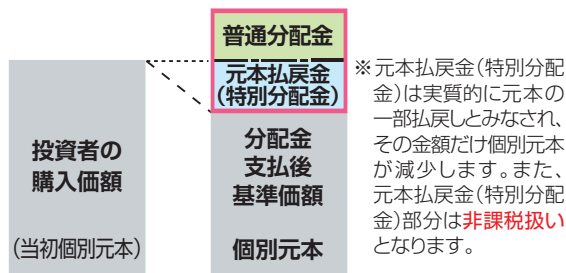 普通分配金
元本払戻金
(特別分配金)
投資者の
購入価額
(当初個別元本)
分配金
支払後
基準価額
個別元本
※元本払戻金(特別分配
金)は実質的に元本の
一部払戻しとみなされ、
その金額だけ個別元本
が減少します。また、
元本払戻金(特別分配
金)部分は非課税扱い
となります。